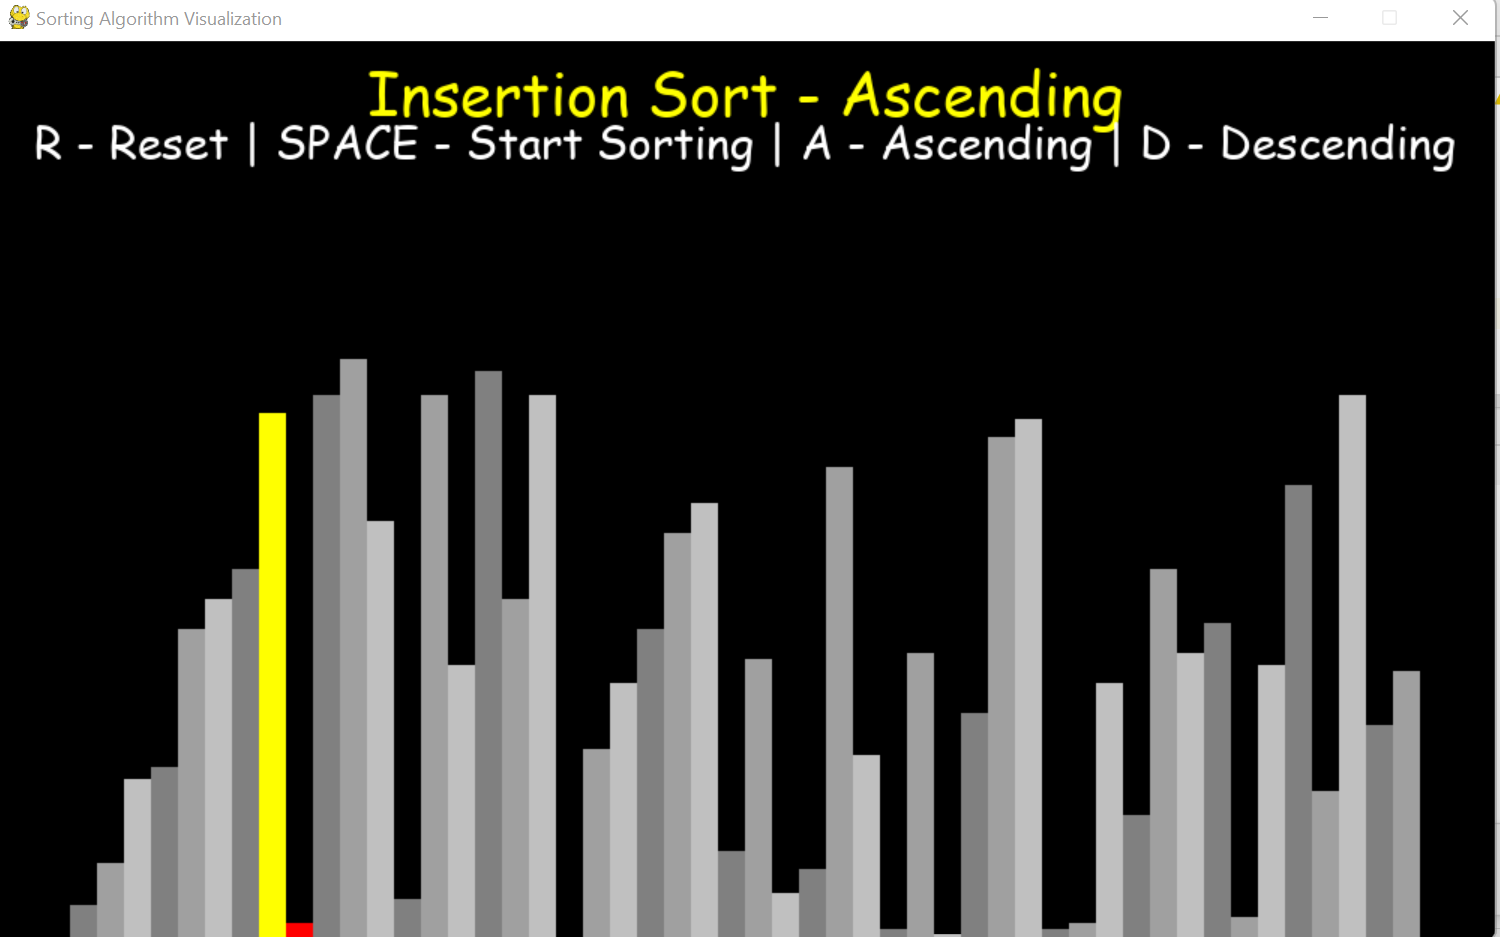 Sorting Algorithm Visualization
Insertion Sort - Ascending
R - Reset | SPACE - Start Sorting | A - Ascending | D - Descending